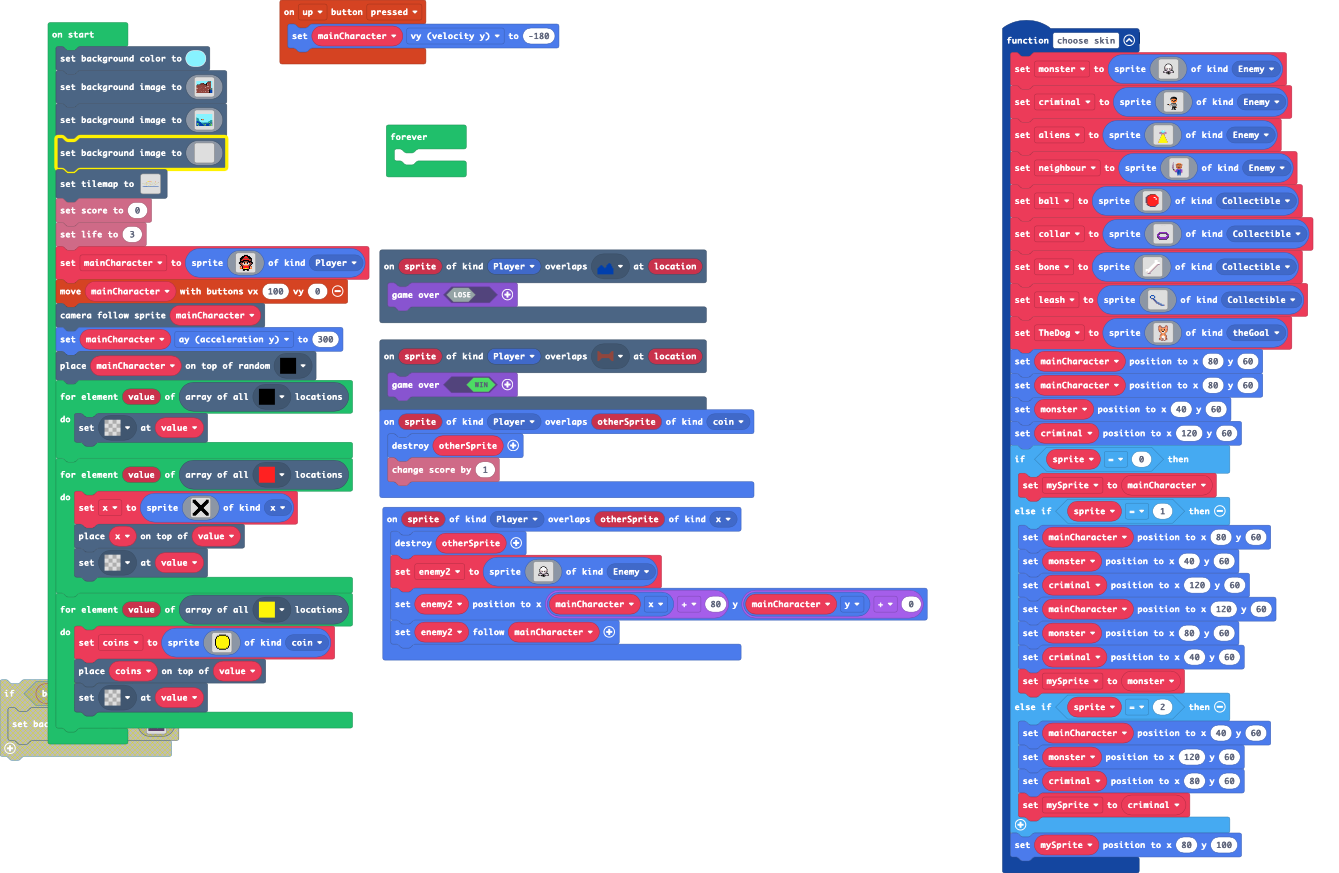 on start
set background color to
set background image to
set background image to
set background image to
set tilemap to
set score to 0
set life to 3
set mainCharacter to sprite of kind Player
move mainCharacter with buttons vx 100 vy 0
camera follow sprite mainCharacter
set mainCharacter ay (acceleration y) to 300
place mainCharacter on top of random
for element value of array of all locations
do
set at value
for element value of array of all locations
do
set x to sprite of kind x
place x on top of value
set at value
for element value of array of all locations
do
set coins to sprite of kind coin
place coins on top of value
set at value
if b
set bac
on up button pressed
set mainCharacter vy (velocity y) to -180
forever
on sprite of kind Player overlaps at location
game over LOSE
on sprite of kind Player overlaps at location
game over WIN
on sprite of kind Player overlaps otherSprite of kind coin
destroy otherSprite
change score by 1
on sprite of kind Player overlaps otherSprite of kind x
destroy otherSprite
set enemy2 to sprite of kind Enemy
set enemy2 position to x mainCharacter x + 80 y mainCharacter y + 0
set enemy2 follow mainCharacter
function choose skin
set monster to sprite of kind Enemy
set criminal to sprite of kind Enemy
set aliens to sprite of kind Enemy
set neighbour to sprite of kind Enemy
set ball to sprite of kind Collectible
set collar to sprite of kind Collectible
set bone to sprite of kind Collectible
set leash to sprite of kind Collectible
set TheDog to sprite of kind theGoal
set mainCharacter position to x 80 y 60
set mainCharacter position to x 80 y 60
set monster position to x 40 y 60
set criminal position to x 120 y 60
if sprite = 0 then
set mySprite to mainCharacter
else if sprite = 1 then
set mainCharacter position to x 80 y 60
set monster position to x 40 y 60
set criminal position to x 120 y 60
set mainCharacter position to x 120 y 60
set monster position to x 80 y 60
set criminal position to x 40 y 60
set mySprite to monster
else if sprite = 2 then
set mainCharacter position to x 40 y 60
set monster position to x 120 y 60
set criminal position to x 80 y 60
set mySprite to criminal
set mySprite position to x 80 y 100